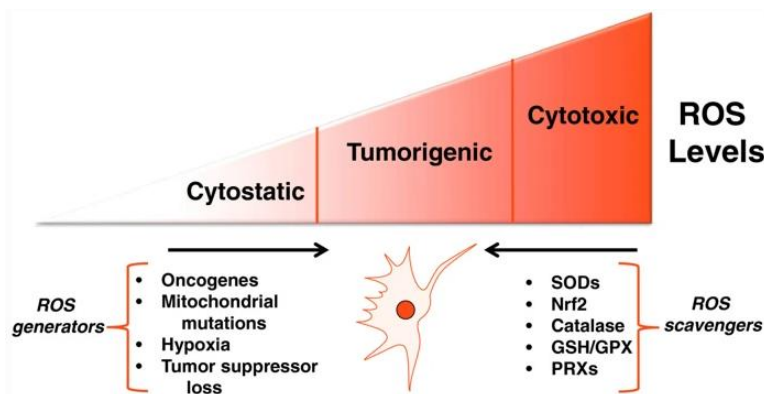 Cytotoxic
ROS
Levels
Tumorigenic
Cytostatic
ROS
generators
• Oncogenes
• Mitochondrial
mutations
• Hypoxia
• Tumor suppressor
loss
• SODs
• Nrf2
• Catalase
• GSH/GPX
• PRXs
ROS
scavengers